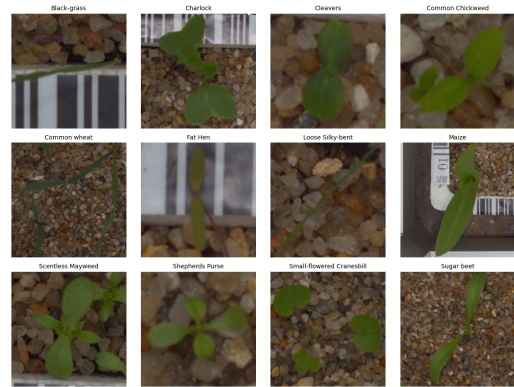 Black-grass
Charlock
Cleavers
Common Chickweed
Common wheat
Fat Hen
Loose Silky-bent
Maize
Scentless Mayweed
Shepherds Purse
Small-flowered Cranesbill
Sugar beet